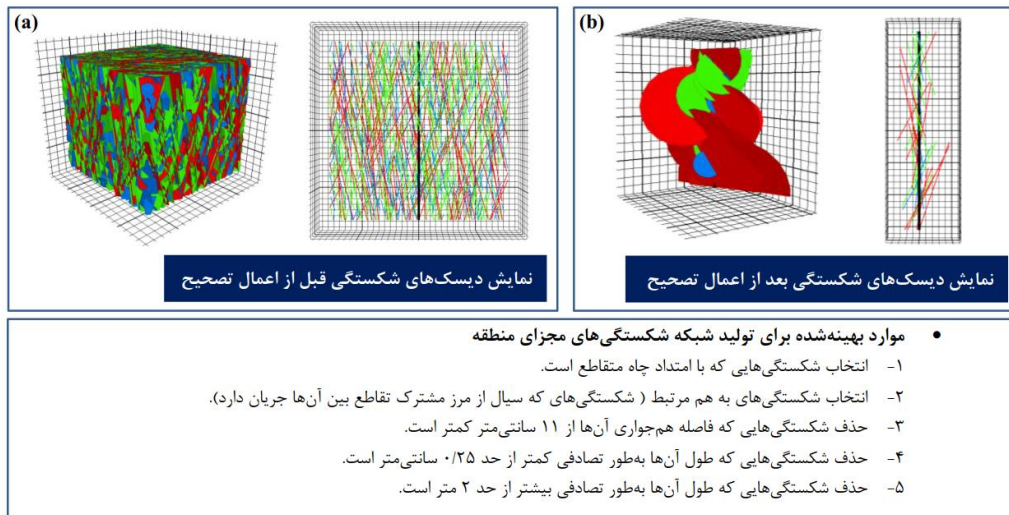 (a)
نمایش دیسک‌های شکستگی قبل از اعمال تصحیح
(b)
نمایش دیسک‌های شکستگی بعد از اعمال تصحیح
• موارد بهینه‌شده برای تولید شبکه شکستگی‌های مجزای منطقه
۱- انتخاب شکستگی‌هایی که با امتداد چاه متقاطع است.
۲- انتخاب شکستگی‌های به هم مرتبط ( شکستگی‌های که سیال از مرز مشترک تقاطع بین آن‌ها جریان دارد).
۳- حذف شکستگی‌هایی که فاصله هم‌جواری آن‌ها از ۱۱ سانتی‌متر کمتر است.
۴- حذف شکستگی‌هایی که طول آن‌ها به‌طور تصادفی کمتر از حد ۰/۲۵ سانتی‌متر است.
۵- حذف شکستگی‌هایی که طول آن‌ها به‌طور تصادفی بیشتر از حد ۲ متر است.